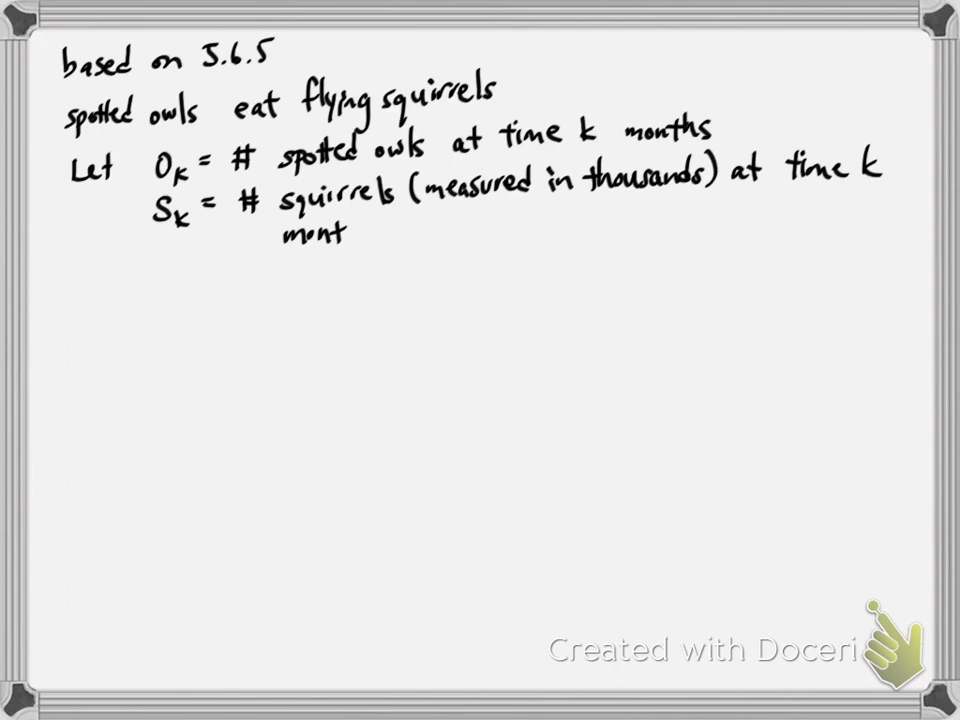 based on 5.6.5
spotted owls eat flying squirrels
Let O_k = # spotted owls at time k months
S_k = # squirrels (measured in thousands) at time k
mont
Created with Doceri